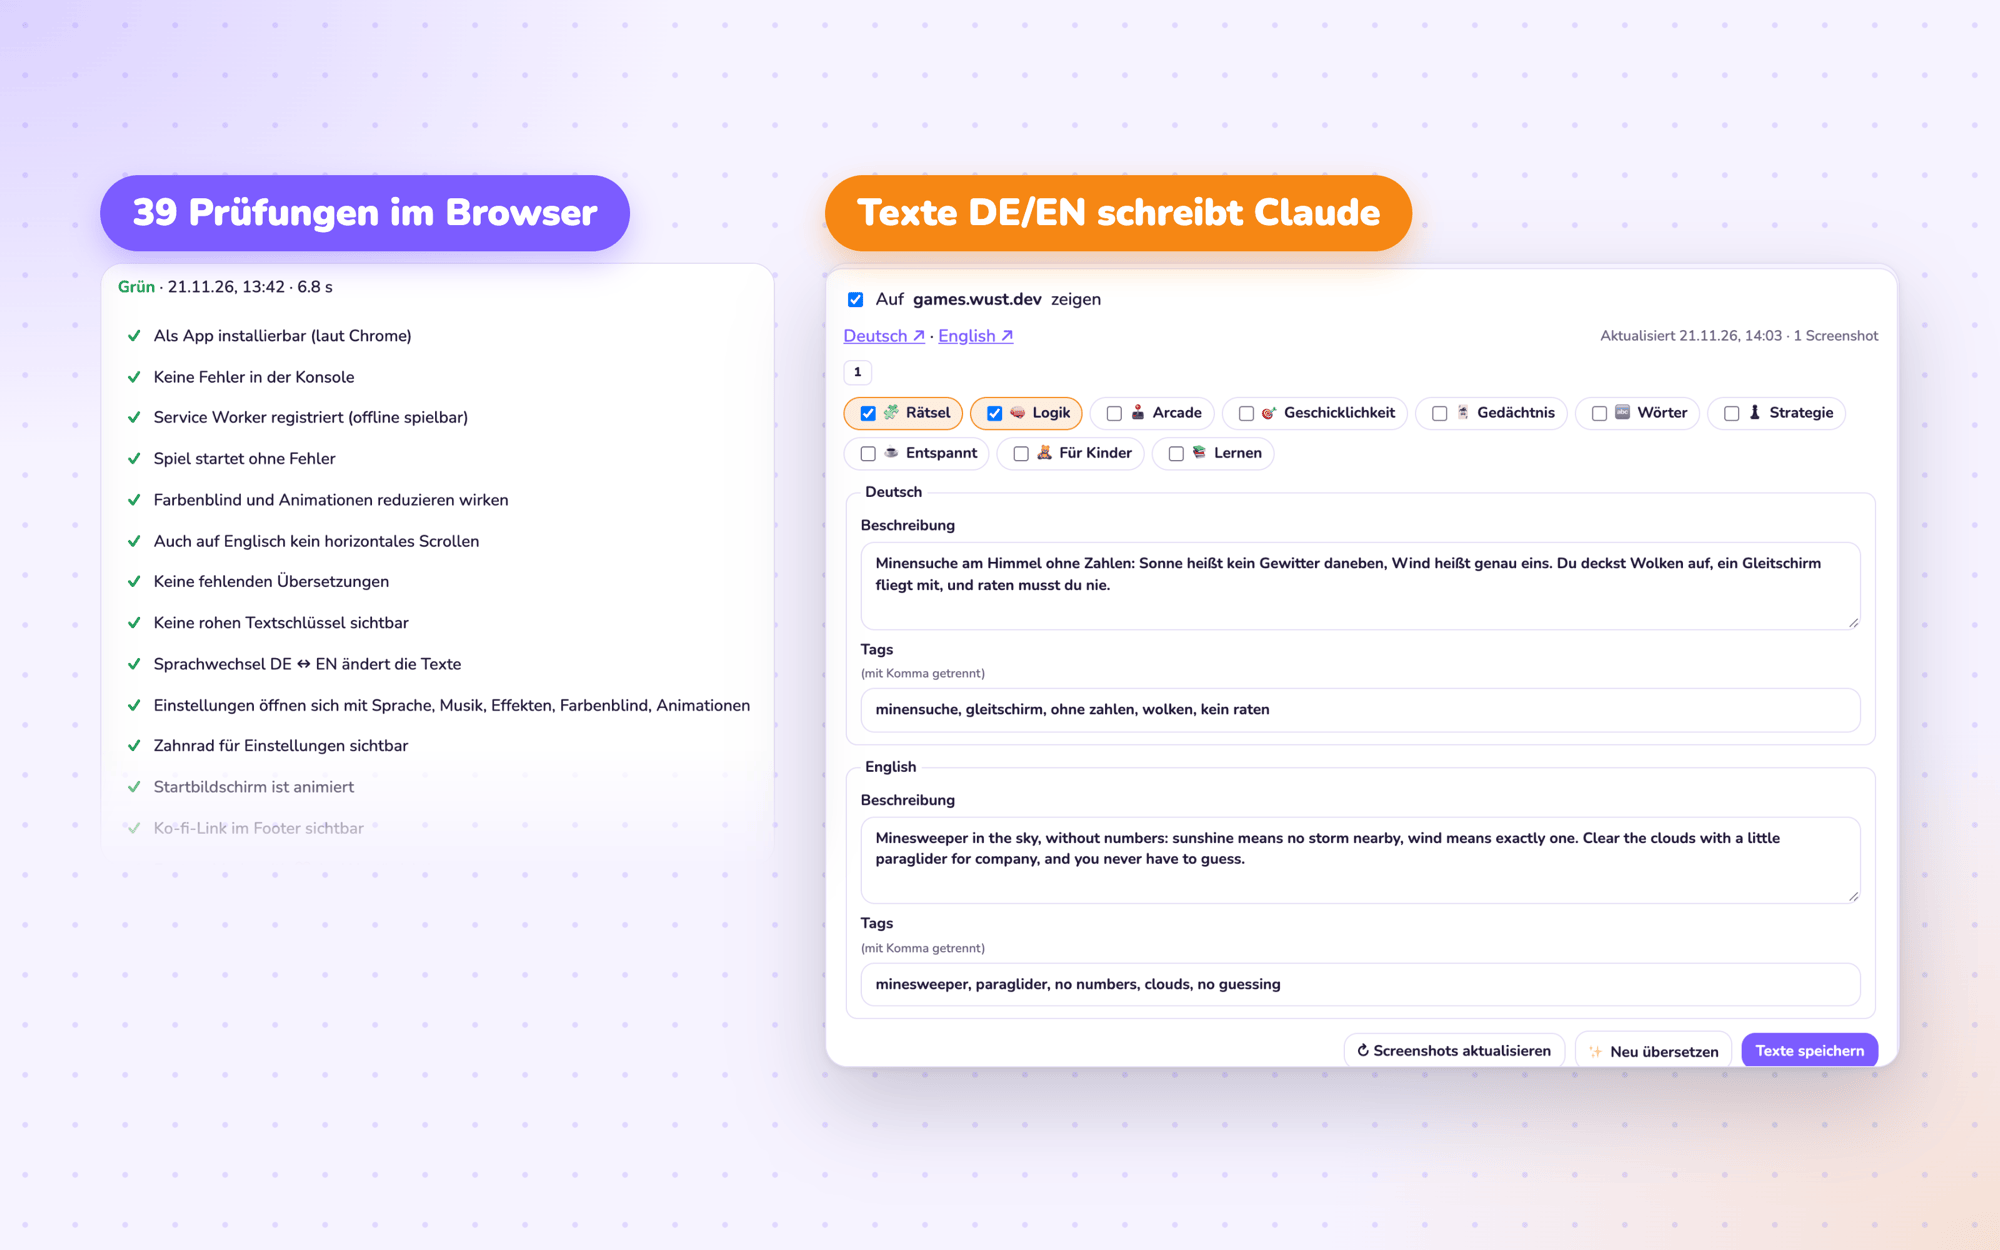 39 Prüfungen im Browser
Grün · 21.11.26, 13:42 · 6.8 s
Als App installierbar (laut Chrome)
Keine Fehler in der Konsole
Service Worker registriert (offline spielbar)
Spiel startet ohne Fehler
Farbenblind und Animationen reduzieren wirken
Auch auf Englisch kein horizontales Scrollen
Keine fehlenden Übersetzungen
Keine rohen Textschlüssel sichtbar
Sprachwechsel DE ↔ EN ändert die Texte
Einstellungen öffnen sich mit Sprache, Musik, Effekten, Farbenblind, Animationen
Zahnrad für Einstellungen sichtbar
Startbildschirm ist animiert
Ko-fi-Link im Footer sichtbar
Texte DE/EN schreibt Claude
Auf games.wust.dev zeigen
Deutsch ↗ · English ↗
Aktualisiert 21.11.26, 14:03 · 1 Screenshot
1
Rätsel Logik Arcade Geschicklichkeit Gedächtnis Wörter Strategie
Entspannt Für Kinder Lernen
Deutsch
Beschreibung
Minensuche am Himmel ohne Zahlen: Sonne heißt kein Gewitter daneben, Wind heißt genau eins. Du deckst Wolken auf, ein Gleitschirm
fliegt mit, und raten musst du nie.
Tags
(mit Komma getrennt)
minensuche, gleitschirm, ohne zahlen, wolken, kein raten
English
Beschreibung
Minesweeper in the sky, without numbers: sunshine means no storm nearby, wind means exactly one. Clear the clouds with a little
paraglider for company, and you never have to guess.
Tags
(mit Komma getrennt)
minesweeper, paraglider, no numbers, clouds, no guessing
↻ Screenshots aktualisieren
✨ Neu übersetzen
Texte speichern